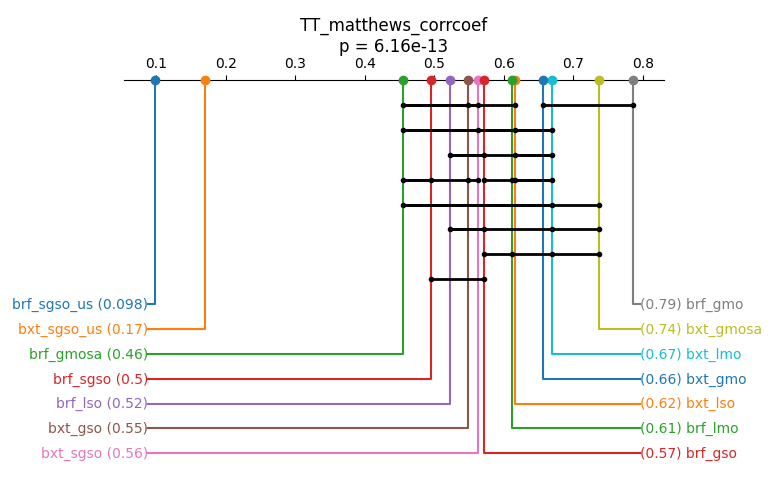 TT_matthews_corrcoef
p = 6.16e-13
0.1 0.2 0.3 0.4 0.5 0.6 0.7 0.8
brf_sgso_us (0.098) (0.79) brf_gmo
bxt_sgso_us (0.17) (0.74) bxt_gmosa
brf_gmosa (0.46) (0.67) bxt_lmo
brf_sgso (0.5) (0.66) bxt_gmo
brf_lso (0.52) (0.62) bxt_lso
bxt_gso (0.55) (0.61) brf_lmo
bxt_sgso (0.56) (0.57) brf_gso